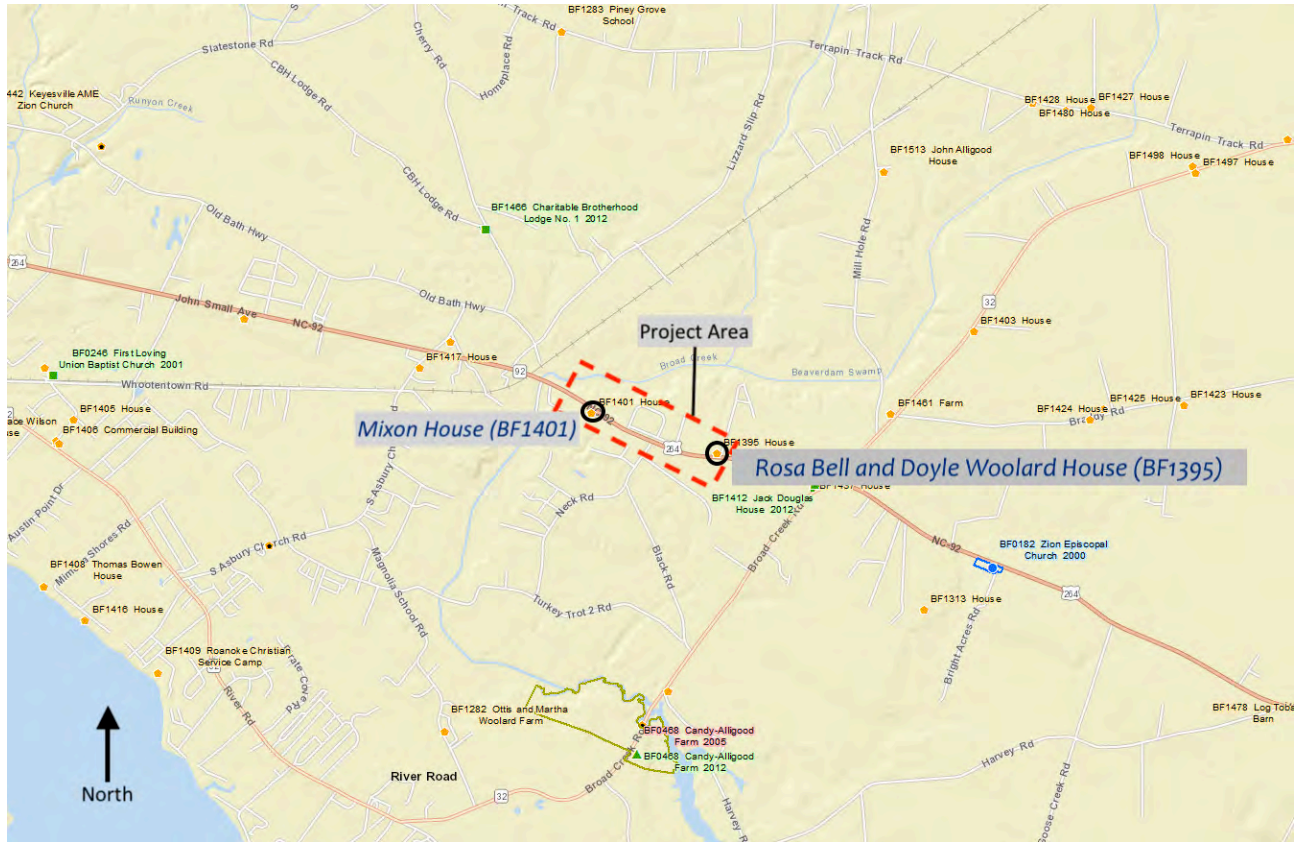 BF1283 Piney Grove
School
Track Rd
Terrapin Track Rd
Slatestone Rd
Cherry Rd
Homeplace Rd
CBH Lodge Rd
Lizzard Slip Rd
442 Keyesville AME
Zion Church
Runyon Creek
BF1428 House
BF1427 House
BF1480 House
Terrapin Track Rd
BF1513 John Alligood
House
BF1498 House
BF1497 House
CBH Lodge Rd
BF1466 Charitable Brotherhood
Lodge No. 1 2012
Old Bath Hwy
Mill Hole Rd
264
John Small Ave
NC-92
Old Bath Hwy
32
BF1403 House
Project Area
BF0246 First Loving
Union Baptist Church 2001
BF1417 House
92
Broad Creek
Beaverdam Swamp
Whootentown Rd
BF1401 House
BF1405 House
BF1461 Farm
BF1424 House
BF1425 House
BF1423 House
ace Wilson
BF1406 Commercial Building
Mixon House (BF1401)
264
BF1395 House
Rosa Bell and Doyle Woolard House (BF1395)
S Asbury Ch
BF1437 House
BF1412 Jack Douglas
House 2012
Neck Rd
Austin Point Dr
Black Rd
Broad Creek Rd
NC-92
BF0182 Zion Episcopal
Church 2000
S Asbury Church Rd
BF1408 Thomas Bowen
House
Magnolia School Rd
264
BF1416 House
Turkey Trot 2 Rd
BF1313 House
Bright Acres Rd
BF1409 Roanoke Christian
Service Camp
River Rd
BF1282 Ottis and Martha
Woolard Farm
BF1478 Log Tob's
Barn
BF0468 Candy-Alligood
Farm 2005
BF0468 Candy-Alligood
Farm 2012
Harvey Rd
River Road
32
Broad Creek Rd
Harvey Rd
Goose Creek Rd
North